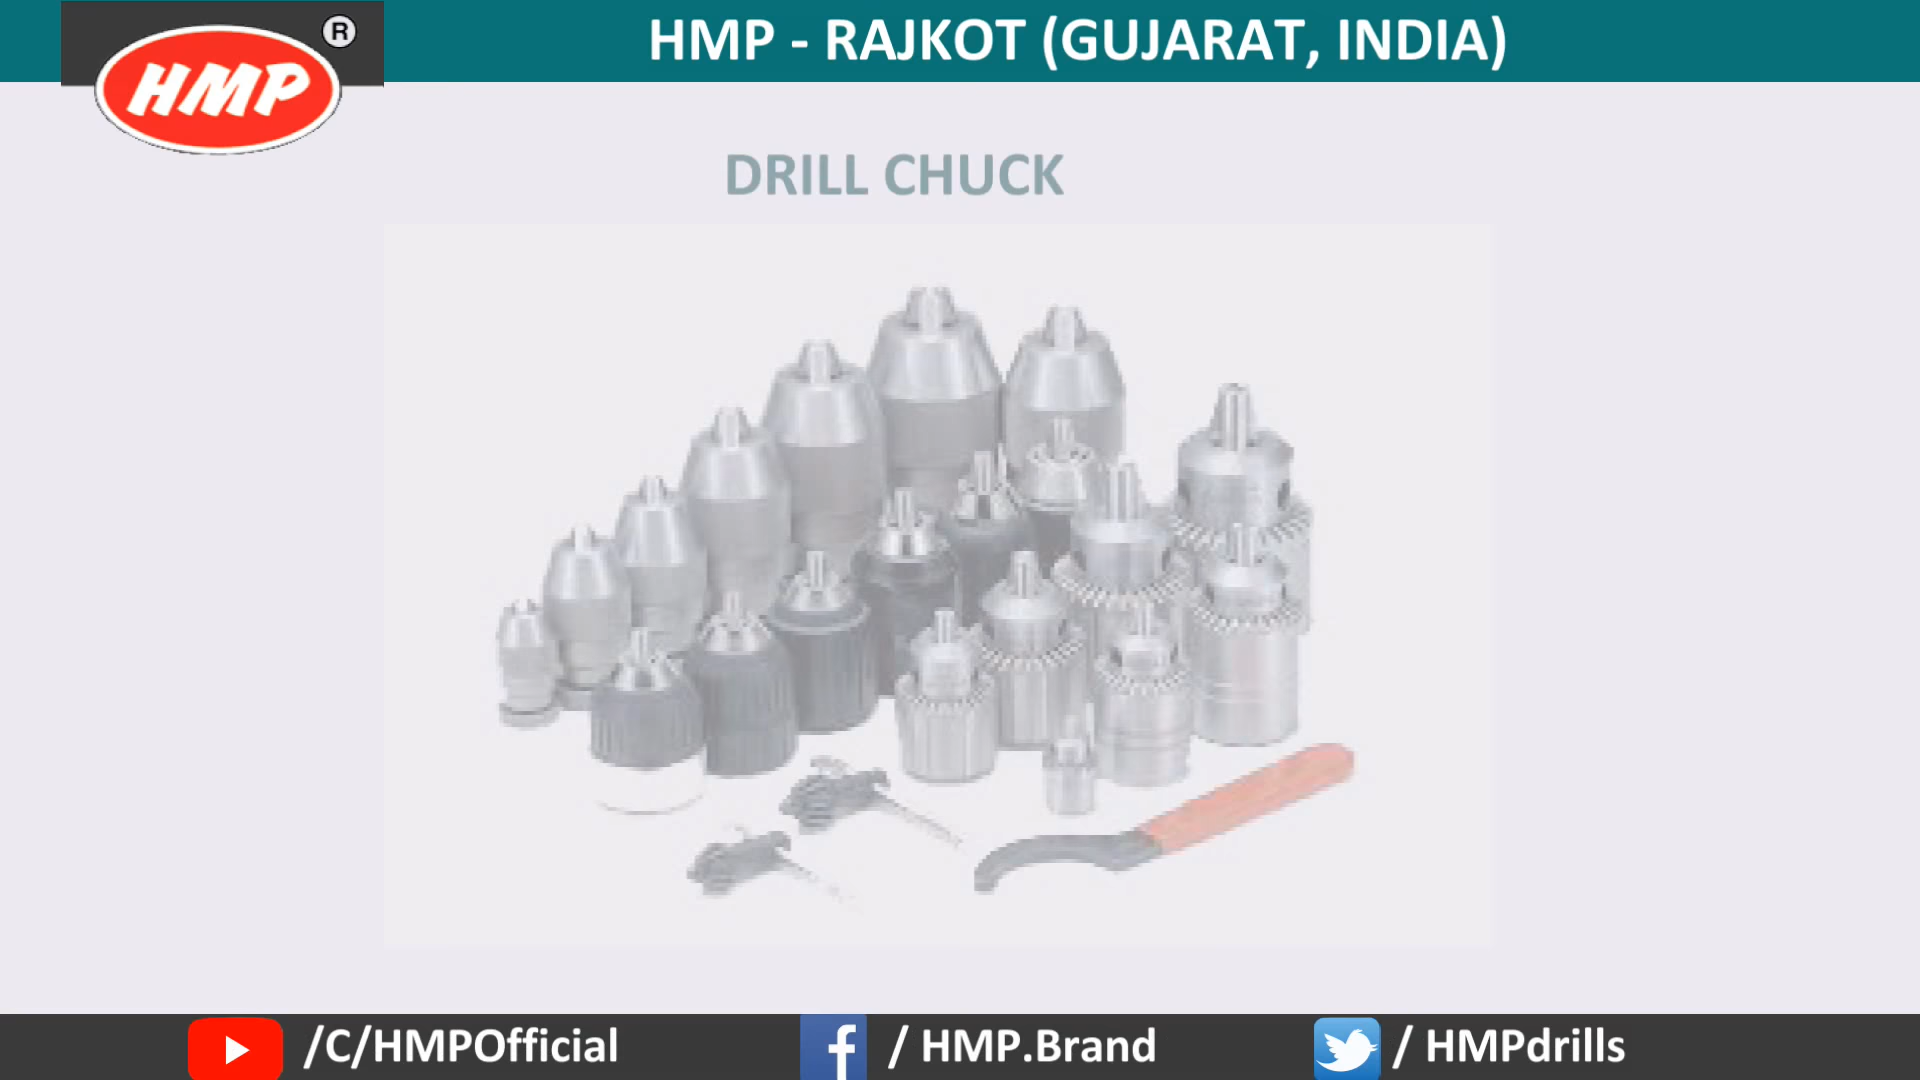 HMP ®
HMP - RAJKOT (GUJARAT, INDIA)
DRILL CHUCK
/C/HMPOfficial
/ HMP.Brand
/ HMPdrills